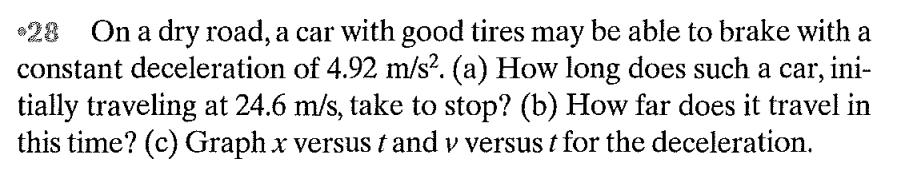 •28 On a dry road, a car with good tires may be able to brake with a
constant deceleration of 4.92 m/s². (a) How long does such a car, ini-
tially traveling at 24.6 m/s, take to stop? (b) How far does it travel in
this time? (c) Graph x versus t and v versus t for the deceleration.